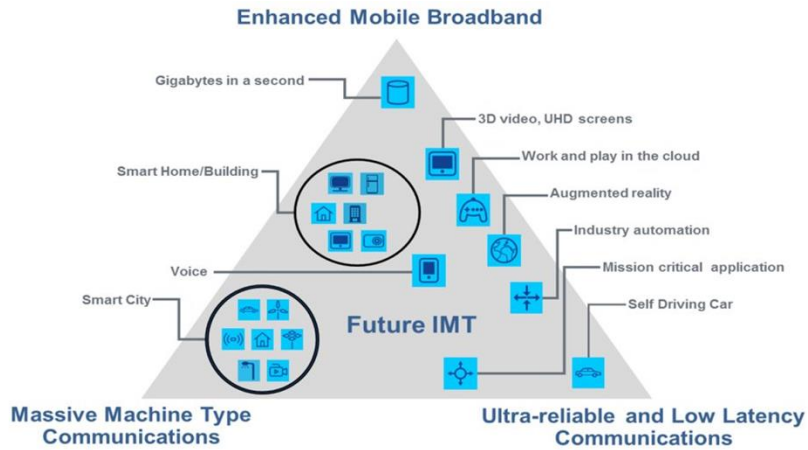 Enhanced Mobile Broadband
Gigabytes in a second
3D video, UHD screens
Work and play in the cloud
Smart Home/Building
Augmented reality
Industry automation
Voice
Mission critical application
Smart City
Self Driving Car
Future IMT
Massive Machine Type
Communications
Ultra-reliable and Low Latency
Communications